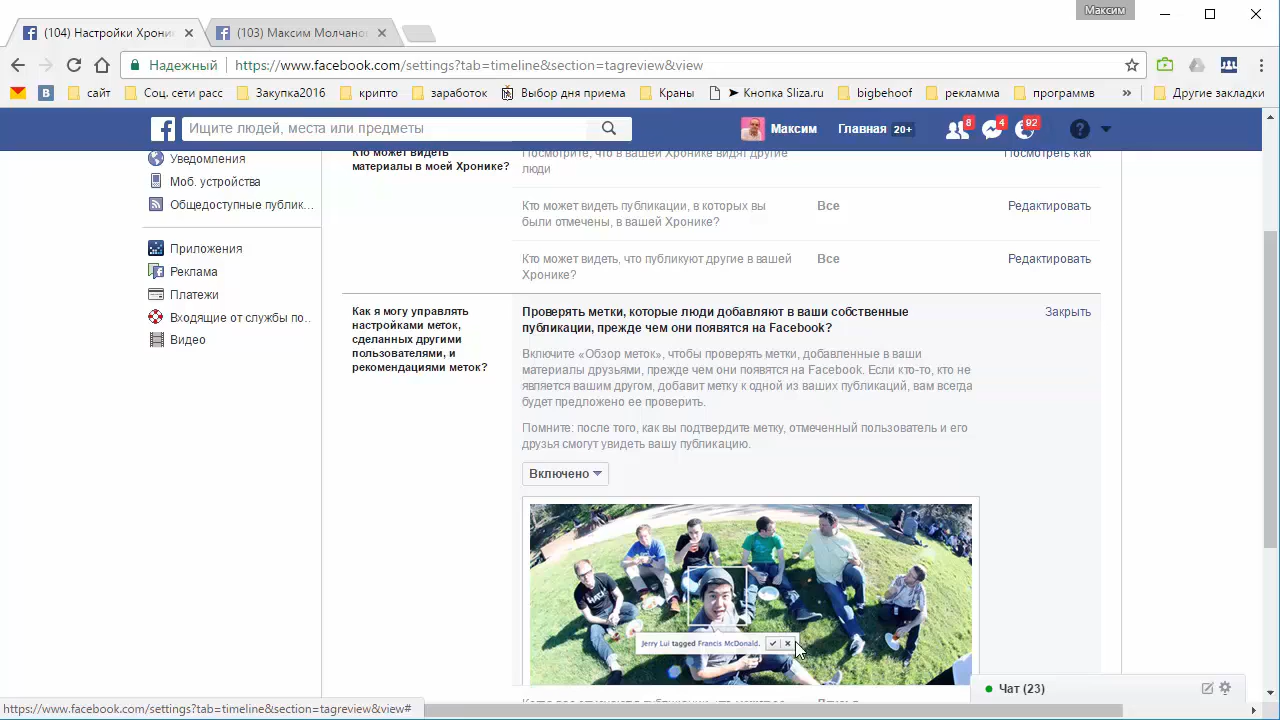 Максим
(104) Настройки Хрони
(103) Максим Молчано
Надежный
https://www.facebook.com/settings?tab=timeline&section=tagreview&view
сайт
Соц. сети расс
Закупка2016
крипто
заработок
Выбор дня приема
Краны
Кнопка Sliza.ru
bigbehoof
рекламма
программ
»
Другие закладки
Ищите людей, места или предметы
Максим
Главная 20+
8
4
92
Уведомления
Моб. устройства
Общедоступные публик...
Приложения
Реклама
Платежи
Входящие от службы по..
Видео
Кто может видеть
материалы в моей Хронике?
Посмотрите, что в вашей Хронике видят другие
люди
Посмотреть как
Кто может видеть публикации, в которых вы
были отмечены, в вашей Хронике?
Все
Редактировать
Кто может видеть, что публикуют другие в вашей
Хронике?
Все
Редактировать
Как я могу управлять
настройками меток,
сделанных другими
пользователями, и
рекомендациями меток?
Проверять метки, которые люди добавляют в ваши собственные
публикации, прежде чем они появятся на Facebook?
Закрыть
Включите «Обзор меток», чтобы проверять метки, добавленные в ваши
материалы друзьями, прежде чем они появятся на Facebook. Если кто-то, кто не
является вашим другом, добавит метку к одной из ваших публикаций, вам всегда
будет предложено ее проверить.
Помните: после того, как вы подтвердите метку, отмеченный пользователь и его
друзья смогут увидеть вашу публикацию.
Включено
Jerry Lui tagged Francis McDonald.
Чат (23)
https://www.facebook.com/settings?tab=timeline&section=tagreview&view#